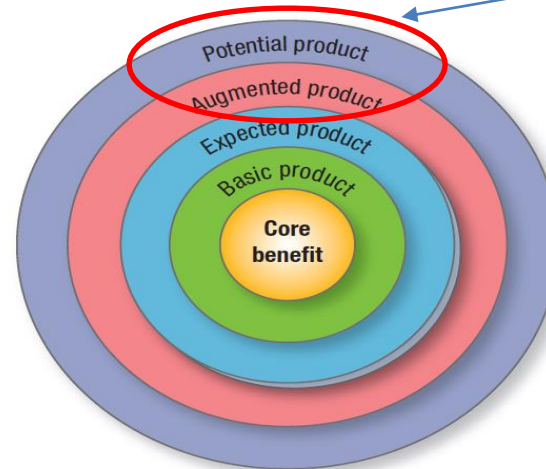 Potential product
Augmented product
Expected product
Basic product
Core
benefit